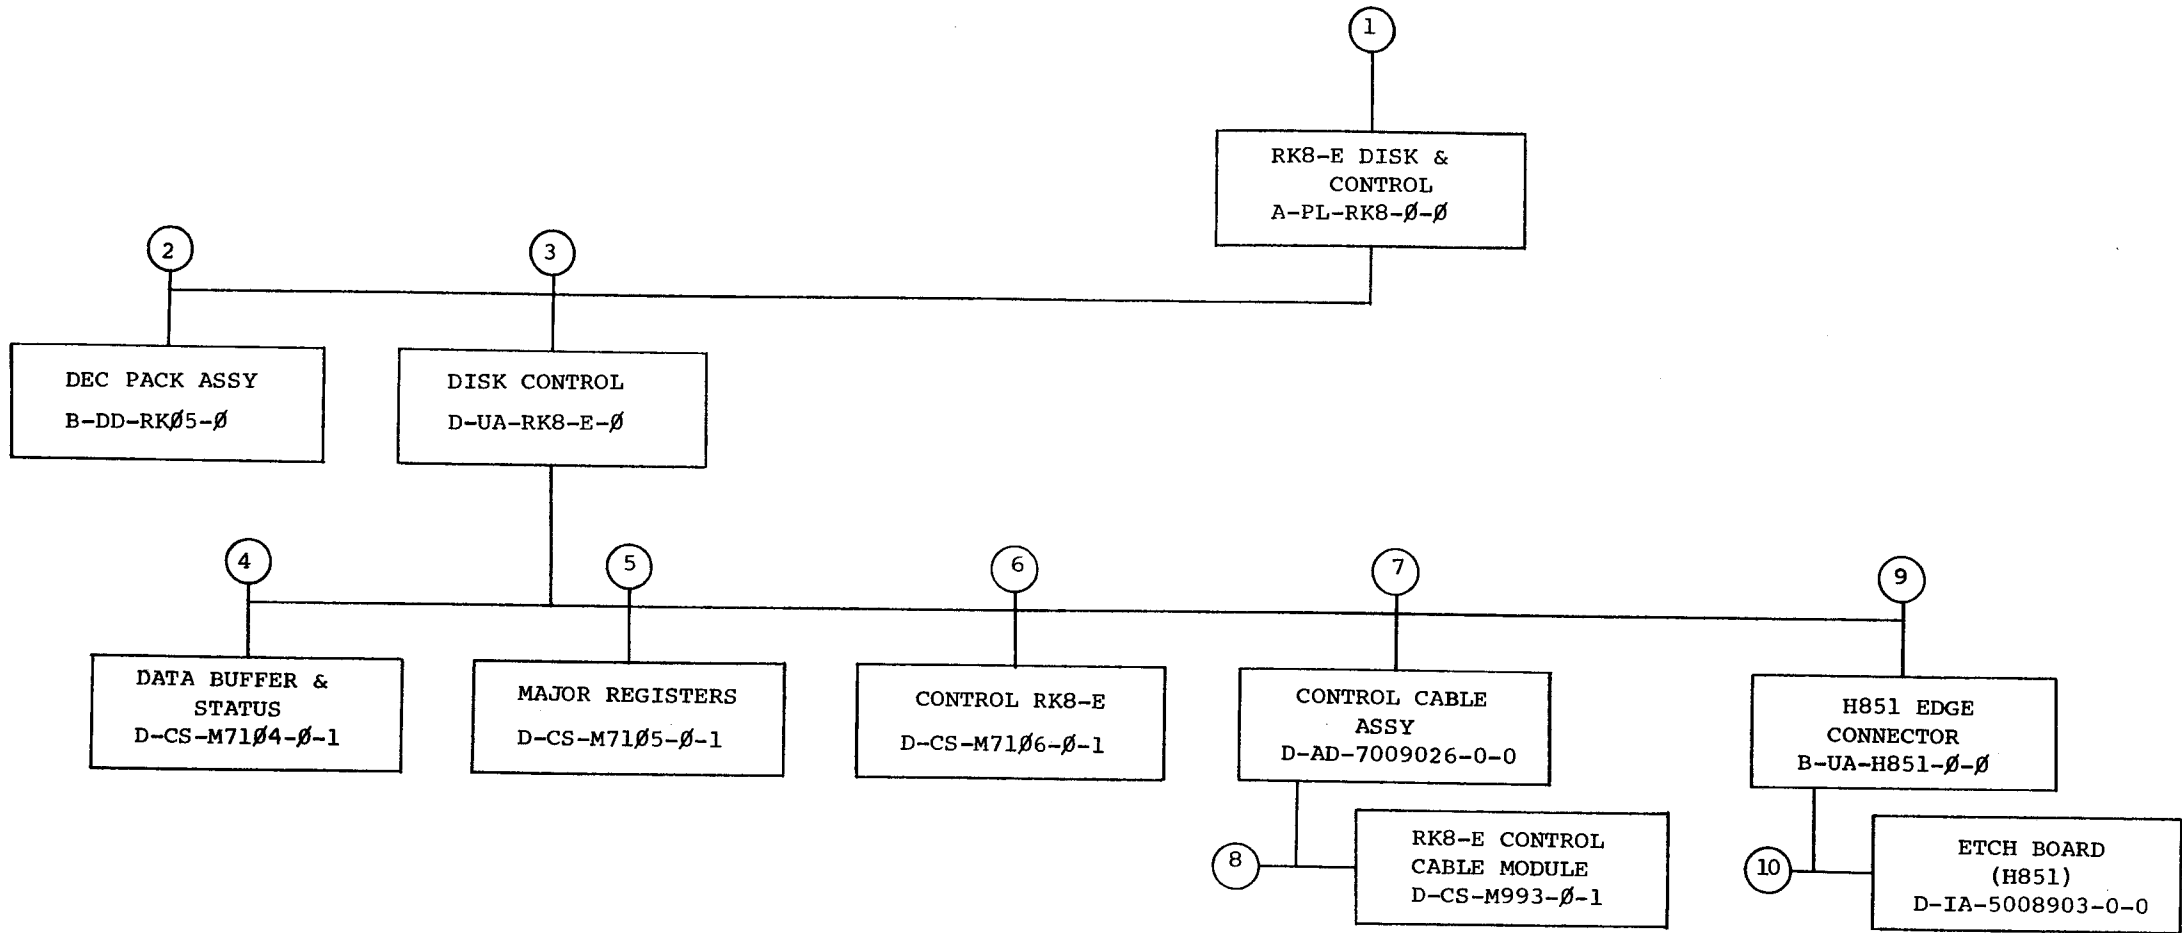 1
RK8-E DISK &
CONTROL
A-PL-RK8-Ø-Ø
2
3
DEC PACK ASSY
B-DD-RKØ5-Ø
DISK CONTROL
D-UA-RK8-E-Ø
4
5
6
7
9
DATA BUFFER &
STATUS
D-CS-M71Ø4-Ø-1
MAJOR REGISTERS
D-CS-M71Ø5-Ø-1
CONTROL RK8-E
D-CS-M71Ø6-Ø-1
CONTROL CABLE
ASSY
D-AD-7009026-0-0
H851 EDGE
CONNECTOR
B-UA-H851-Ø-Ø
8
RK8-E CONTROL
CABLE MODULE
D-CS-M993-Ø-1
10
ETCH BOARD
(H851)
D-IA-5008903-0-0